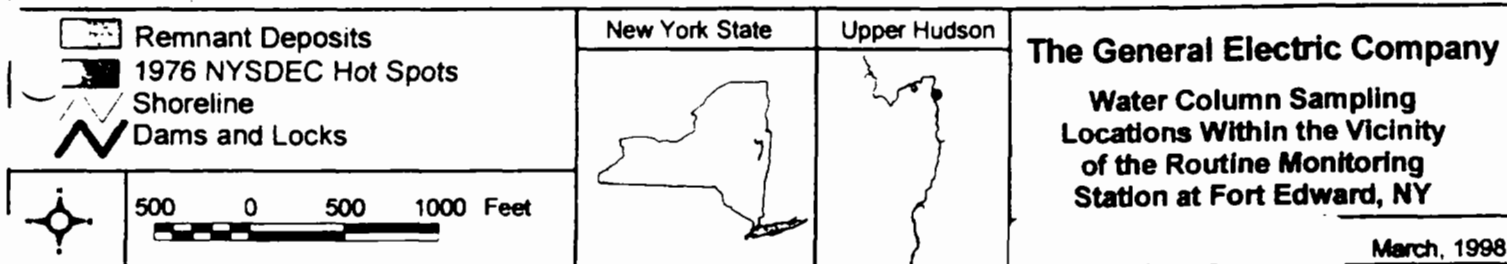 Remnant Deposits
1976 NYSDEC Hot Spots
Shoreline
Dams and Locks
500 0 500 1000 Feet
New York State
Upper Hudson
The General Electric Company
Water Column Sampling
Locations Within the Vicinity
of the Routine Monitoring
Station at Fort Edward, NY
March, 1998